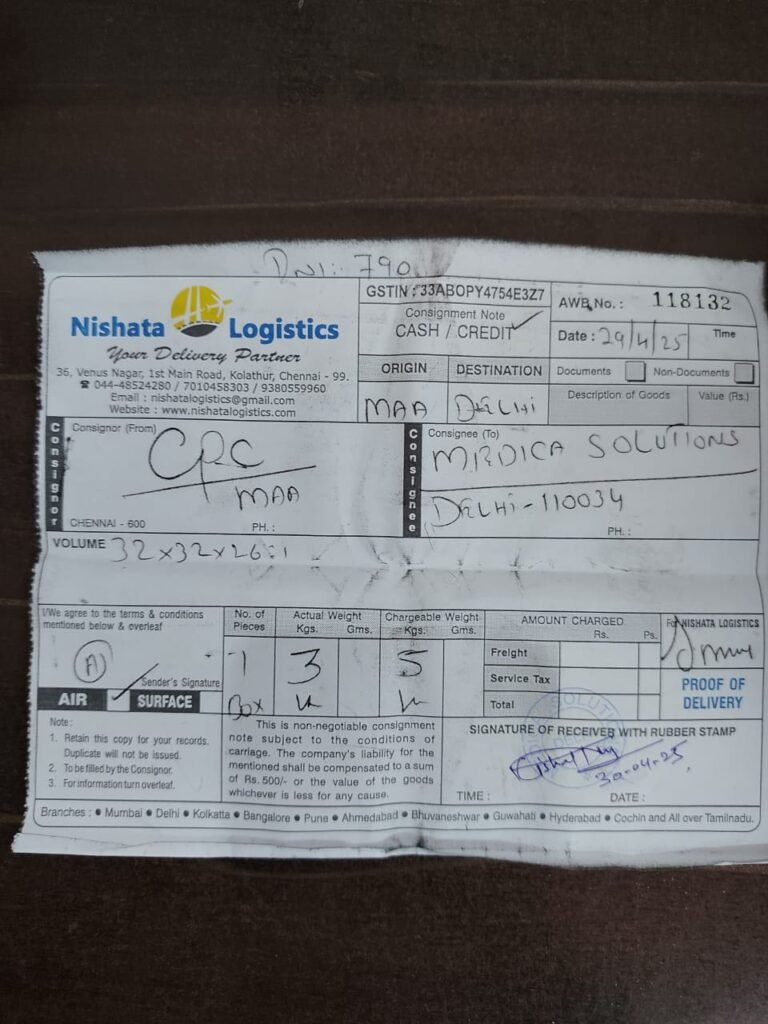 DNI: 790
Nishata Logistics
Your Delivery Partner
36, Venus Nagar, 1st Main Road, Kolathur, Chennai - 99.
☎ 044-48524280 / 7010458303 / 9380559960
Email : nishatalogistics@gmail.com
Website : www.nishatalogistics.com
GSTIN : 33ABOPY4754E3Z7
Consignment Note
CASH / CREDIT ✓
AWB No. : 118132
Date : 29/4/25 Time
ORIGIN DESTINATION
Documents Non-Documents
MAA DELHI
Description of Goods Value (Rs.)
Consignor
Consignor (From)
CPC
MAA
CHENNAI - 600 PH. :
Consignee
Consignee (To)
MEDICA SOLUTIONS
DELHI - 110034
PH. :
VOLUME 32x32x26:1
I/We agree to the terms & conditions
mentioned below & overleaf
A
Sender's Signature
AIR ✓ SURFACE
No. of Pieces
Actual Weight Kgs. Gms.
Chargeable Weight Kgs. Gms.
1 3 5
Box
AMOUNT CHARGED
Rs. Ps.
Freight
Service Tax
Total
For NISHATA LOGISTICS
PROOF OF
DELIVERY
Note :
1. Retain this copy for your records.
Duplicate will not be issued.
2. To be filled by the Consignor.
3. For information turn overleaf.
This is non-negotiable consignment
note subject to the conditions of
carriage. The company's liability for the
mentioned shall be compensated to a sum
of Rs.500/- or the value of the goods
whichever is less for any cause.
SIGNATURE OF RECEIVER WITH RUBBER STAMP
30-04-25
TIME : DATE :
Branches : • Mumbai • Delhi • Kolkatta • Bangalore • Pune • Ahmedabad • Bhuvaneshwar • Guwahati • Hyderabad • Cochin and All over Tamilnadu.